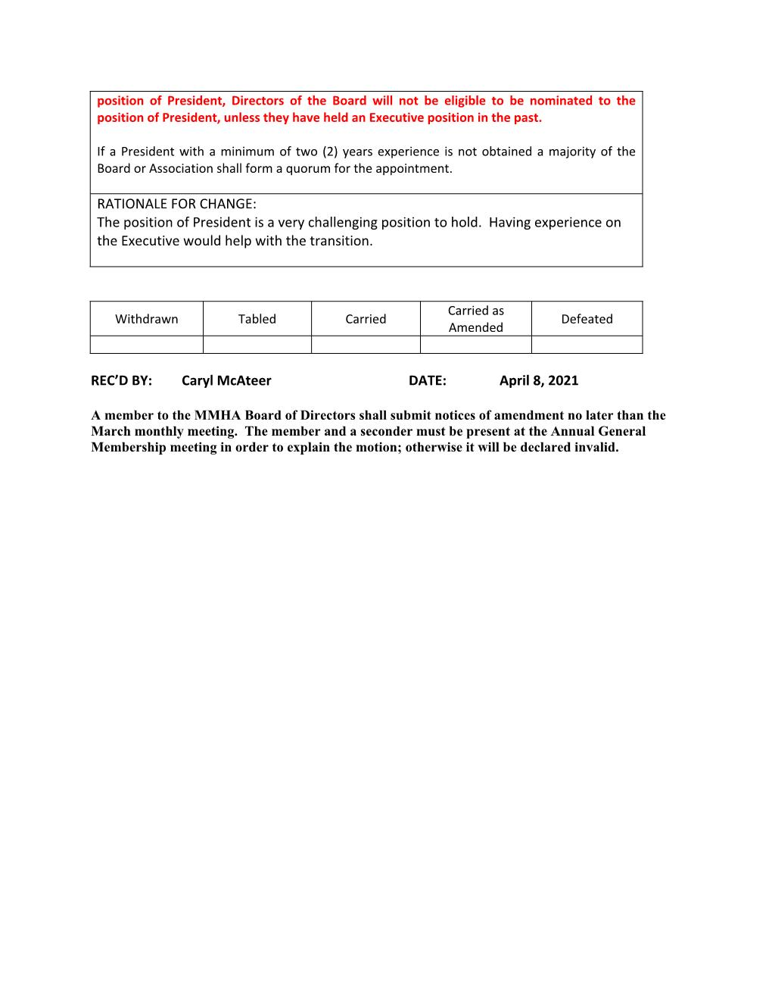 position of President, Directors of the Board will not be eligible to be nominated to the
position of President, unless they have held an Executive position in the past.
If a President with a minimum of two (2) years experience is not obtained a majority of the
Board or Association shall form a quorum for the appointment.
RATIONALE FOR CHANGE:
The position of President is a very challenging position to hold.  Having experience on
the Executive would help with the transition.
Withdrawn Tabled Carried Carried as Defeated
Amended
REC’D BY: Caryl McAteer DATE: April 8, 2021
A member to the MMHA Board of Directors shall submit notices of amendment no later than the
March monthly meeting.  The member and a seconder must be present at the Annual General
Membership meeting in order to explain the motion; otherwise it will be declared invalid.